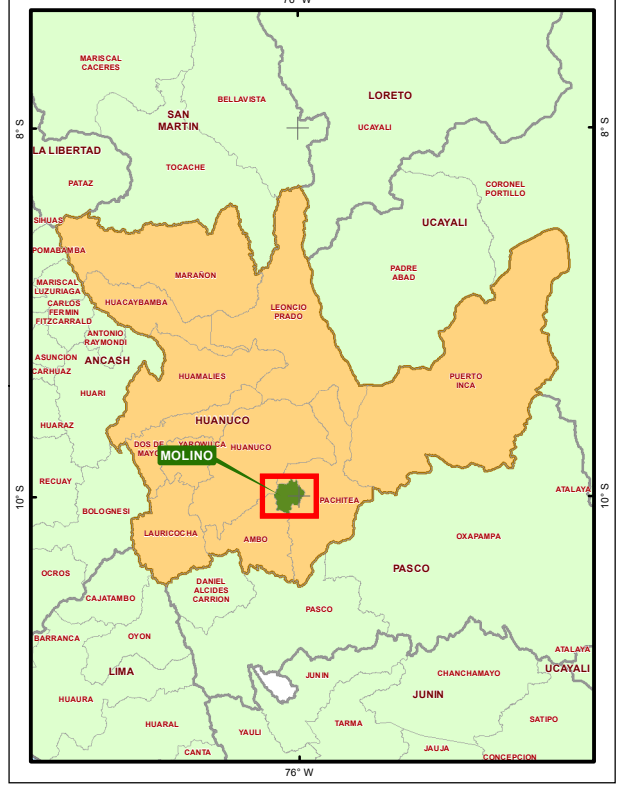 76° W
MARISCAL
CACERES
LORETO
BELLAVISTA
SAN
MARTIN
UCAYALI
8° S
8° S
LA LIBERTAD
TOCACHE
PATAZ
CORONEL
PORTILLO
SIHUAS
UCAYALI
POMABAMBA
PADRE
ABAD
MARAÑON
MARISCAL
LUZURIAGA
HUACAYBAMBA
CARLOS
FERMIN
FITZCARRALD
LEONCIO
PRADO
ANTONIO
RAYMONDI
ASUNCION
ANCASH
CARHUAZ
HUAMALIES
PUERTO
INCA
HUARI
HUARAZ
HUANUCO
DOS DE
MAYO
YAROWILCA
HUANUCO
MOLINO
RECUAY
ATALAYA
10° S
10° S
PACHITEA
BOLOGNESI
LAURICOCHA
AMBO
OXAPAMPA
PASCO
OCROS
DANIEL
ALCIDES
CARRION
CAJATAMBO
PASCO
BARRANCA
OYON
ATALAYA
LIMA
JUNIN
CHANCHAMAYO
UCAYALI
JUNIN
HUAURA
HUARAL
YAULI
TARMA
SATIPO
CANTA
JAUJA
CONCEPCION
76° W